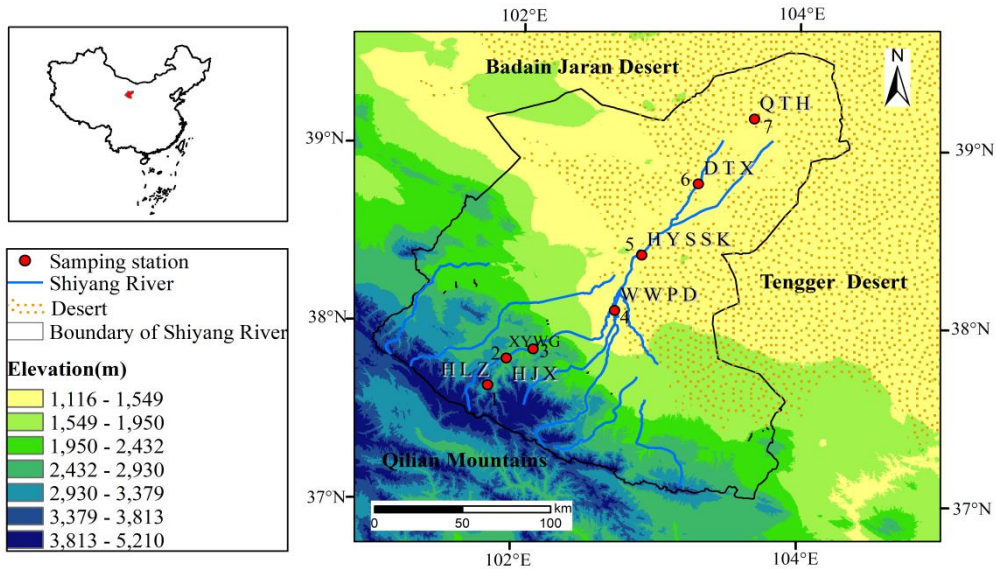 102°E
104°E
Badain Jaran Desert
N
QTH
7
39°N
39°N
DTX
6
5
HYSSK
Tengger Desert
WWPD
4
38°N
38°N
XYWG
2
3
HLZ
HJX
1
Qilian Mountains
37°N
37°N
km
0
50
100
102°E
104°E
Samping station
Shiyang River
Desert
Boundary of Shiyang River
Elevation(m)
1,116 - 1,549
1,549 - 1,950
1,950 - 2,432
2,432 - 2,930
2,930 - 3,379
3,379 - 3,813
3,813 - 5,210